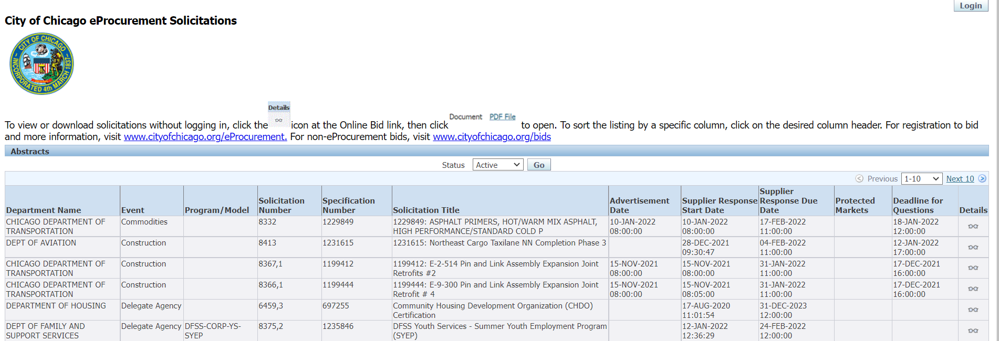 Login
City of Chicago eProcurement Solicitations
CITY OF CHICAGO
INCORPORATED 4th MARCH 1837
Details
Document PDF File
To view or download solicitations without logging in, click the icon at the Online Bid link, then click to open. To sort the listing by a specific column, click on the desired column header. For registration to bid
and more information, visit www.cityofchicago.org/eProcurement. For non-eProcurement bids, visit www.cityofchicago.org/bids
Abstracts
Status Active Go
Previous 1-10 Next 10
Department Name Event Program/Model Solicitation Number Specification Number Solicitation Title Advertisement Date Supplier Response Start Date Supplier Response Due Date Protected Markets Deadline for Questions Details
CHICAGO DEPARTMENT OF TRANSPORTATION Commodities 8332 1229849 1229849: ASPHALT PRIMERS, HOT/WARM MIX ASPHALT, HIGH PERFORMANCE/STANDARD COLD P 10-JAN-2022 08:00:00 10-JAN-2022 08:00:00 17-FEB-2022 11:00:00 18-JAN-2022 12:00:00
DEPT OF AVIATION Construction 8413 1231615 1231615: Northeast Cargo Taxilane NN Completion Phase 3 28-DEC-2021 09:30:47 04-FEB-2022 11:00:00 12-JAN-2022 17:00:00
CHICAGO DEPARTMENT OF TRANSPORTATION Construction 8367,1 1199412 1199412: E-2-514 Pin and Link Assembly Expansion Joint Retrofits #2 15-NOV-2021 08:00:00 15-NOV-2021 08:00:00 31-JAN-2022 11:00:00 17-DEC-2021 16:00:00
CHICAGO DEPARTMENT OF TRANSPORTATION Construction 8366,1 1199444 1199444: E-9-300 Pin and Link Assembly Expansion Joint Retrofit # 4 15-NOV-2021 08:00:00 15-NOV-2021 08:05:00 31-JAN-2022 11:00:00 17-DEC-2021 16:00:00
DEPARTMENT OF HOUSING Delegate Agency 6459,3 697255 Community Housing Development Organization (CHDO) Certification 17-AUG-2020 11:01:54 31-DEC-2023 12:00:00
DEPT OF FAMILY AND SUPPORT SERVICES Delegate Agency DFSS-CORP-YS-SYEP 8375,2 1235846 DFSS Youth Services - Summer Youth Employment Program (SYEP) 12-JAN-2022 12:36:29 24-FEB-2022 12:00:00